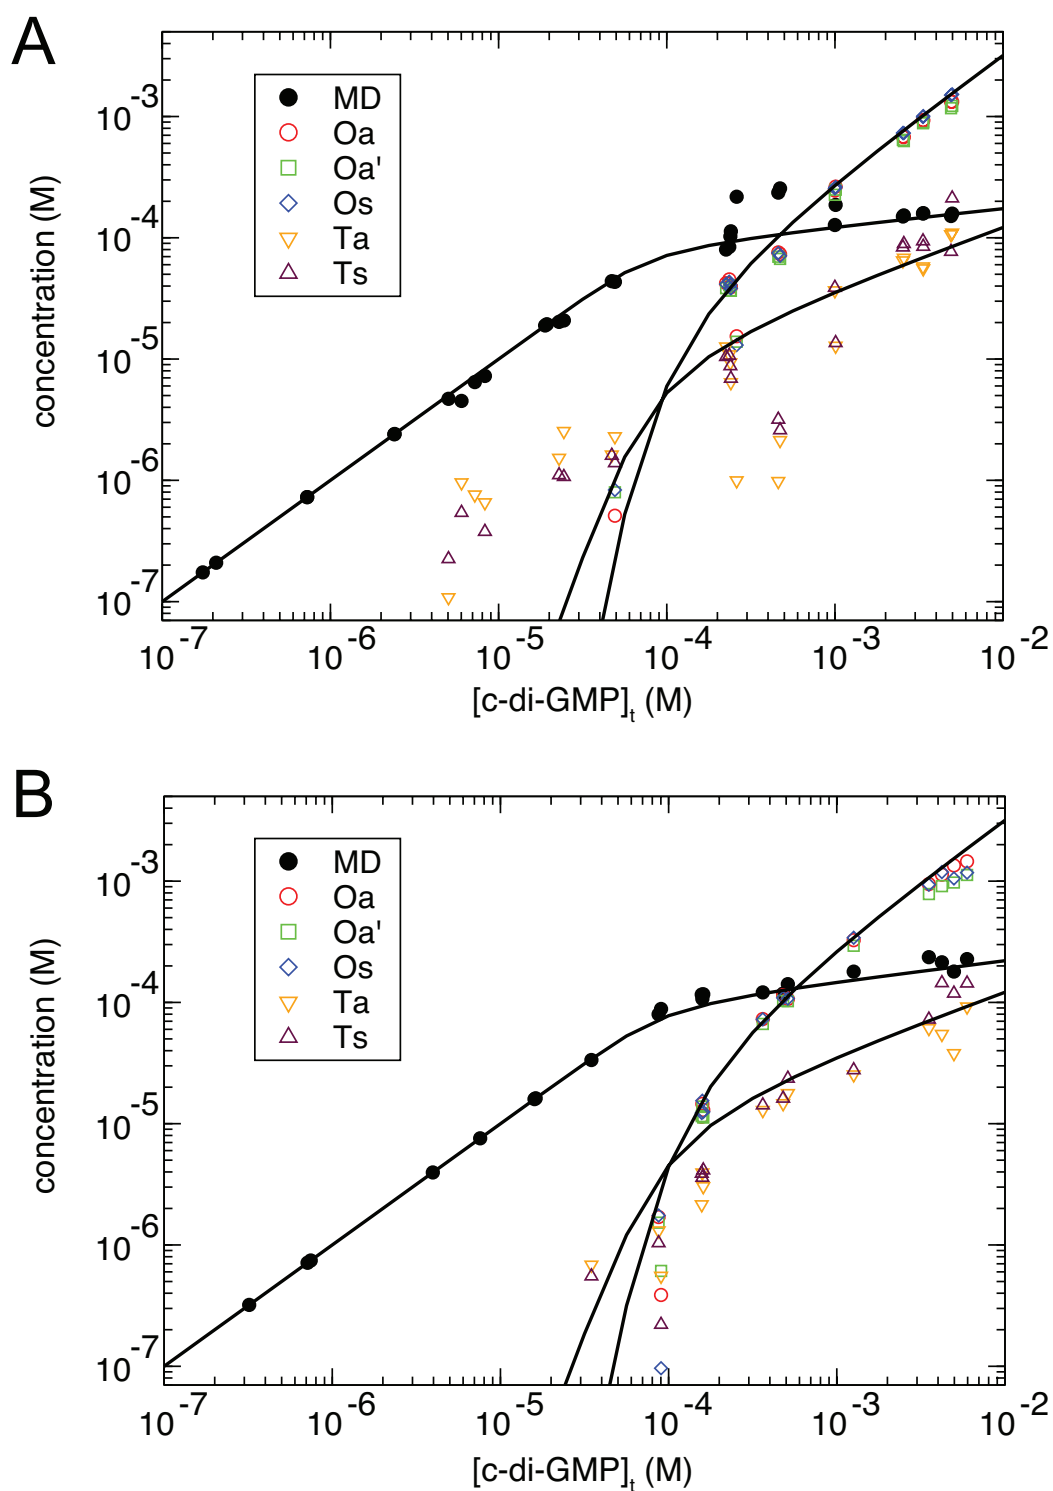 A
10^-3
10^-4
10^-5
10^-6
10^-7
concentration (M)
MD
Oa
Oa'
Os
Ta
Ts
10^-7 10^-6 10^-5 10^-4 10^-3 10^-2
[c-di-GMP]t (M)
B
10^-3
10^-4
10^-5
10^-6
10^-7
concentration (M)
MD
Oa
Oa'
Os
Ta
Ts
10^-7 10^-6 10^-5 10^-4 10^-3 10^-2
[c-di-GMP]t (M)